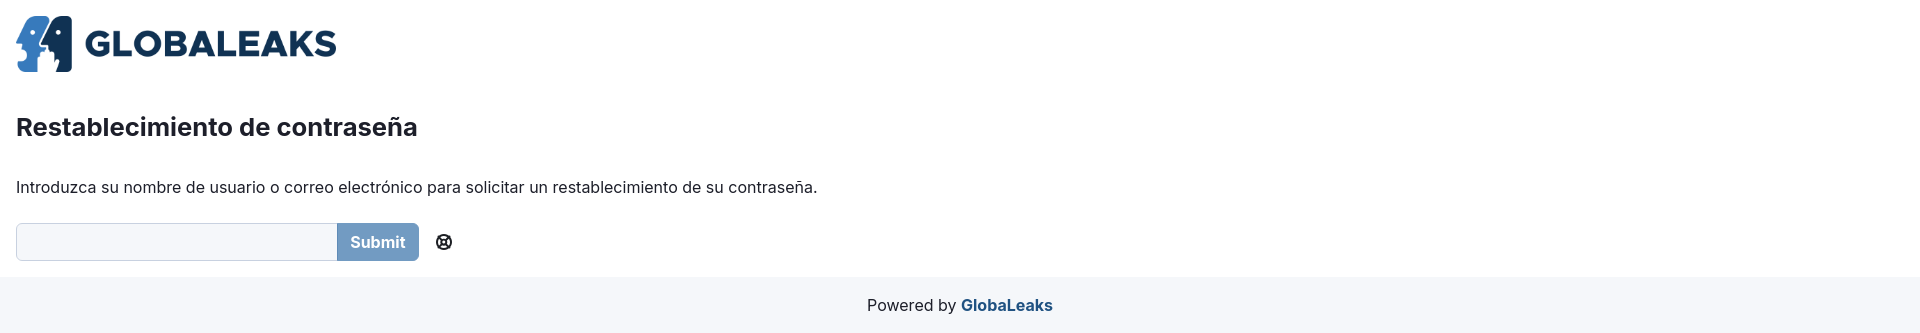 GLOBALEAKS
Restablecimiento de contraseña
Introduzca su nombre de usuario o correo electrónico para solicitar un restablecimiento de su contraseña.
Submit
Powered by GlobaLeaks